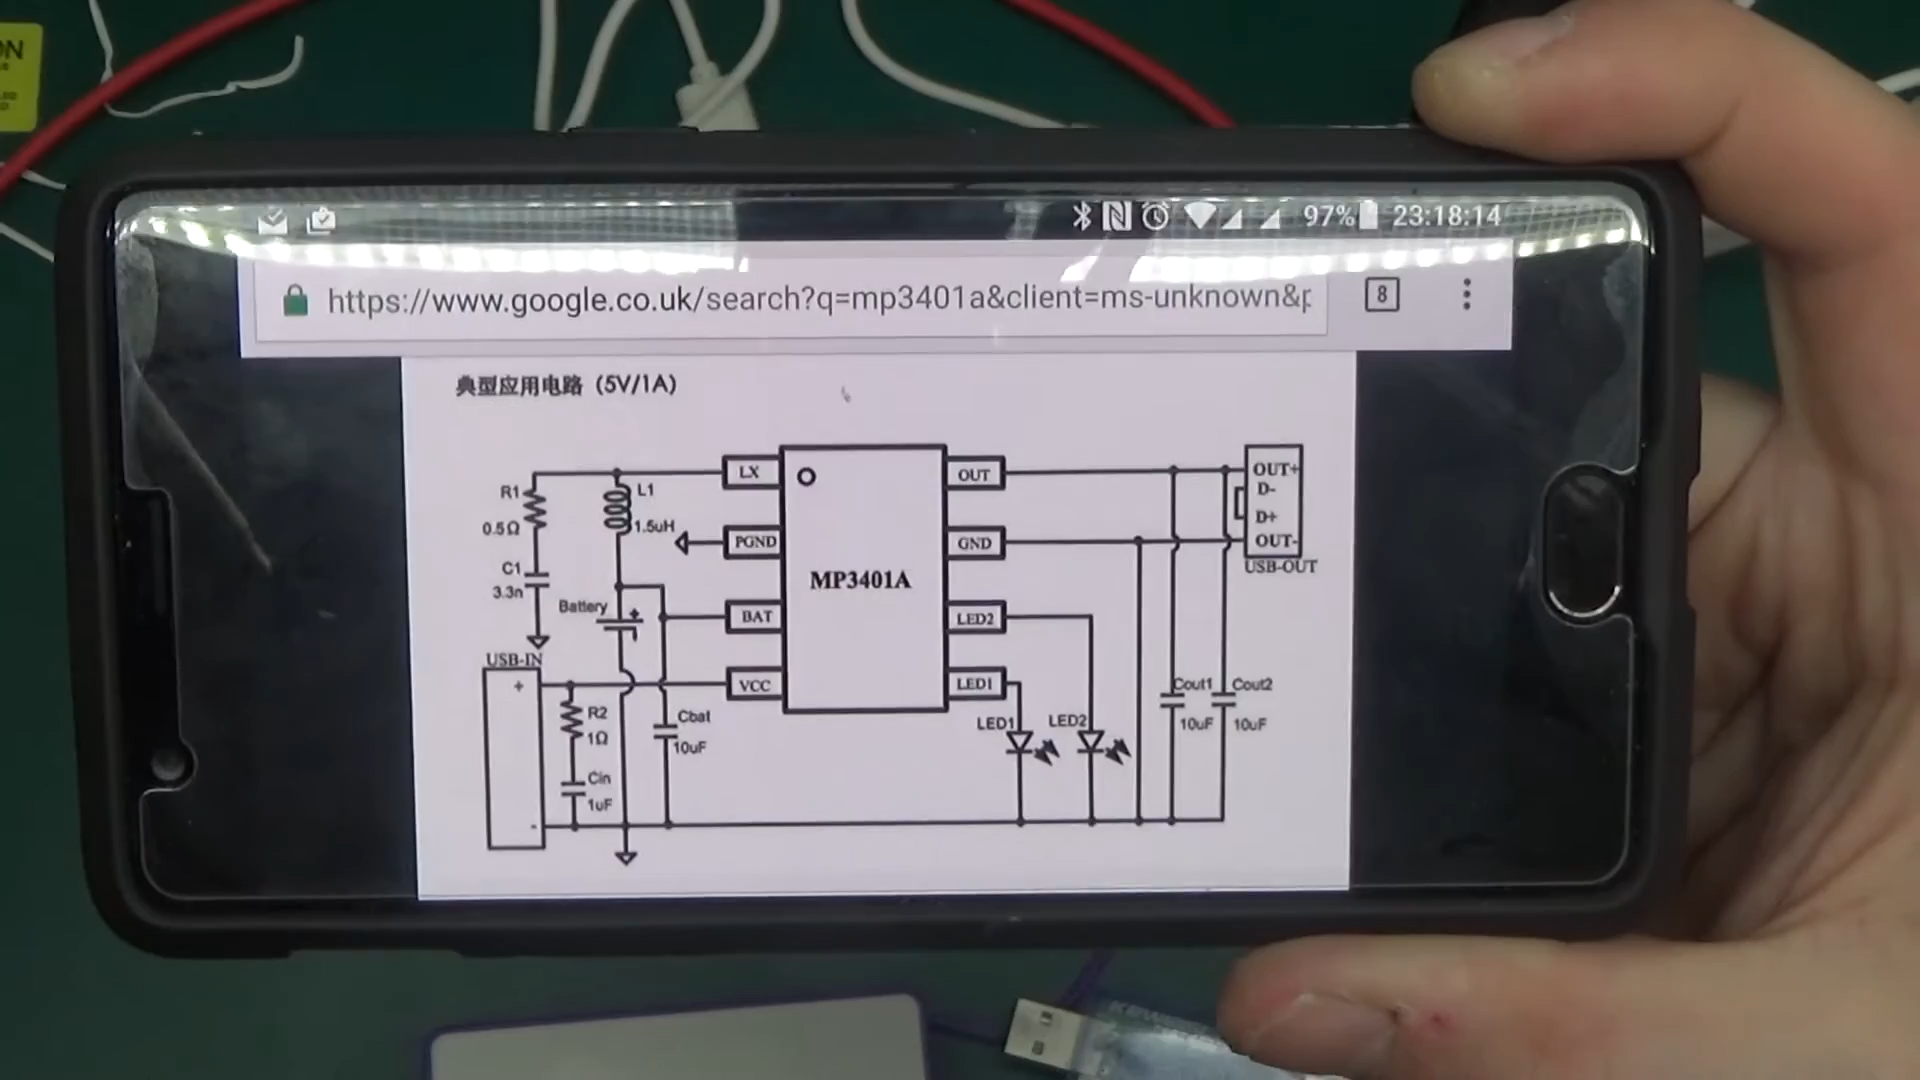 ON
97% 23:18:14
https://www.google.co.uk/search?q=mp3401a&client=ms-unknown&p
8
典型应用电路 (5V/1A)
LX
OUT
OUT+
D-
D+
OUT-
USB-OUT
R1
0.5Ω
L1
1.5uH
PGND
GND
MP3401A
C1
3.3n
Battery
+
BAT
LED2
USB-IN
+
-
VCC
LED1
R2
1Ω
Cbat
10uF
Cin
1uF
LED1
LED2
Cout1
10uF
Cout2
10uF